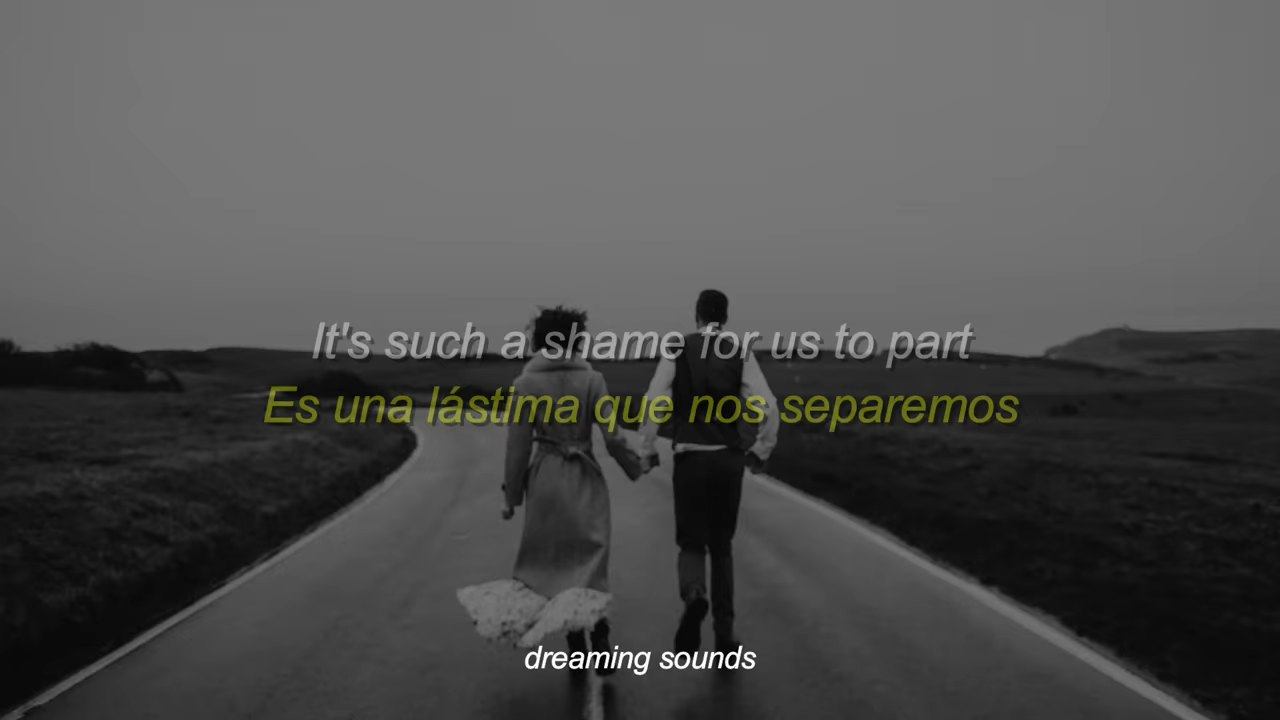 It's such a shame for us to part
Es una lástima que nos separemos
dreaming sounds